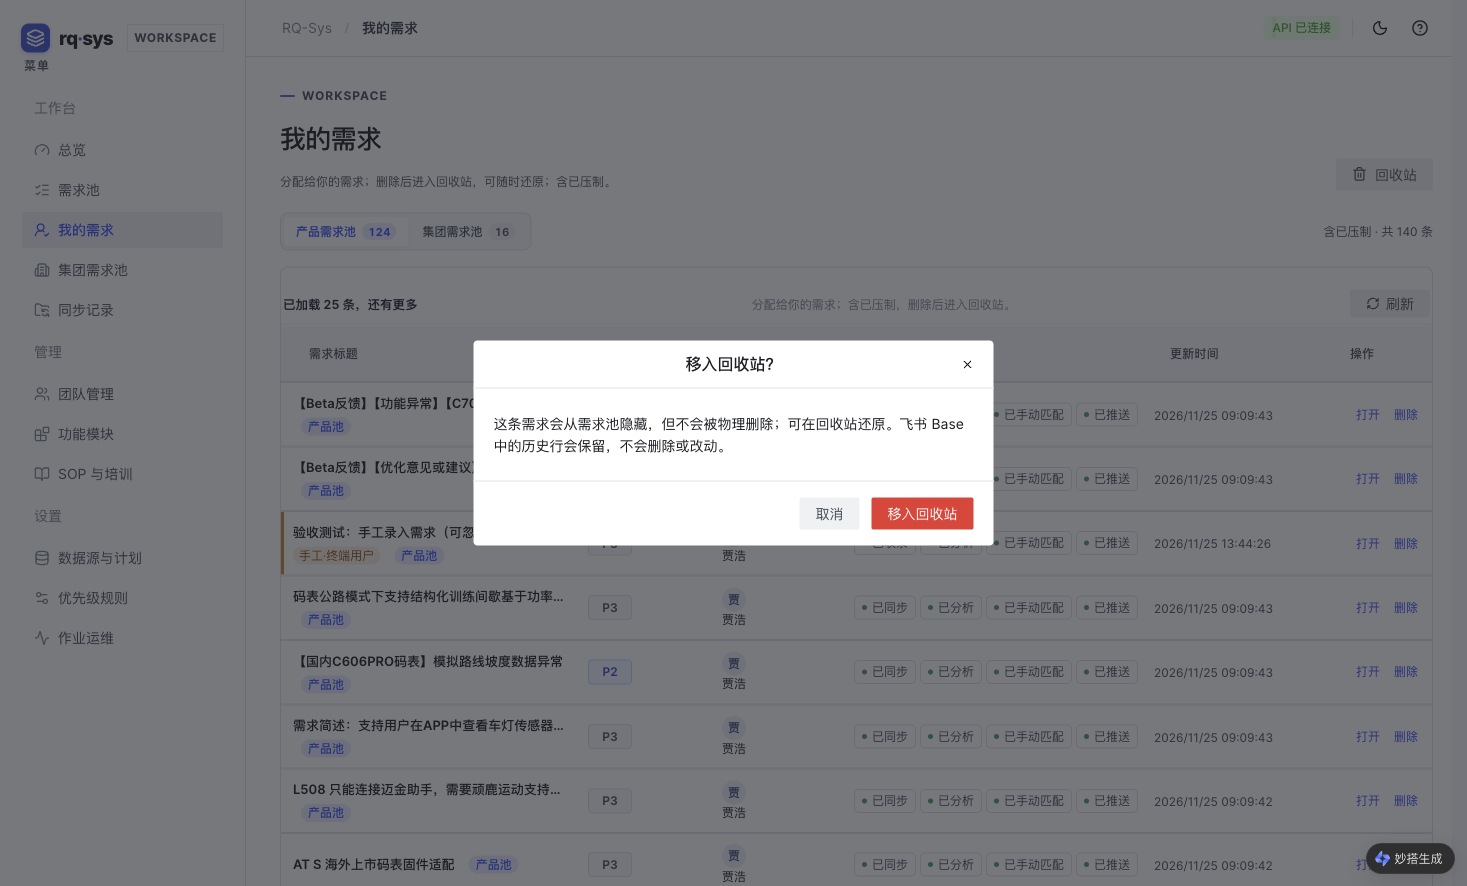 rq·sys WORKSPACE
菜单
工作台
总览
需求池
我的需求
集团需求池
同步记录
管理
团队管理
功能模块
SOP 与培训
设置
数据源与计划
优先级规则
作业运维
RQ-Sys / 我的需求
API 已连接
WORKSPACE
我的需求
分配给你的需求；删除后进入回收站，可随时还原；含已压制。
回收站
产品需求池 124 集团需求池 16
含已压制 · 共 140 条
已加载 25 条，还有更多
分配给你的需求；含已压制，删除后进入回收站。
刷新
需求标题 更新时间 操作
移入回收站?
这条需求会从需求池隐藏，但不会被物理删除；可在回收站还原。飞书 Base
中的历史行会保留，不会删除或改动。
取消 移入回收站
【Beta反馈】【功能异常】【C70
产品池
已手动匹配 已推送 2026/11/25 09:09:43 打开 删除
【Beta反馈】【优化意见或建议】
产品池
已手动匹配 已推送 2026/11/25 09:09:43 打开 删除
验收测试：手工录入需求（可忽
手工·终端用户 产品池
贾浩
已手动匹配 已推送 2026/11/25 13:44:26 打开 删除
码表公路模式下支持结构化训练间歇基于功率...
产品池
P3
贾
贾浩
已同步 已分析 已手动匹配 已推送 2026/11/25 09:09:43 打开 删除
【国内C606PRO码表】模拟路线坡度数据异常
产品池
P2
贾
贾浩
已同步 已分析 已手动匹配 已推送 2026/11/25 09:09:43 打开 删除
需求简述：支持用户在APP中查看车灯传感器...
产品池
P3
贾
贾浩
已同步 已分析 已手动匹配 已推送 2026/11/25 09:09:43 打开 删除
L508 只能连接迈金助手，需要顽鹿运动支持...
产品池
P3
贾
贾浩
已同步 已分析 已手动匹配 已推送 2026/11/25 09:09:42 打开 删除
AT S 海外上市码表固件适配 产品池
P3
贾
贾浩
已同步 已分析 已手动匹配 已推送 2026/11/25 09:09:42
妙搭生成